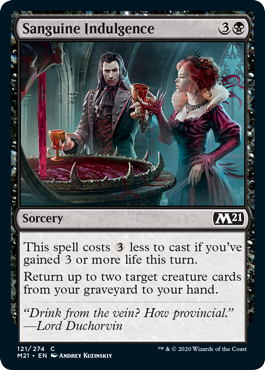 Sanguine Indulgence 3
Sorcery M21
This spell costs 3 less to cast if you've
gained 3 or more life this turn.
Return up to two target creature cards
from your graveyard to your hand.
"Drink from the vein? How provincial."
—Lord Duchorvin
121/274 C
M21 • EN Andrey Kuzinskiy ™ & © 2020 Wizards of the Coast